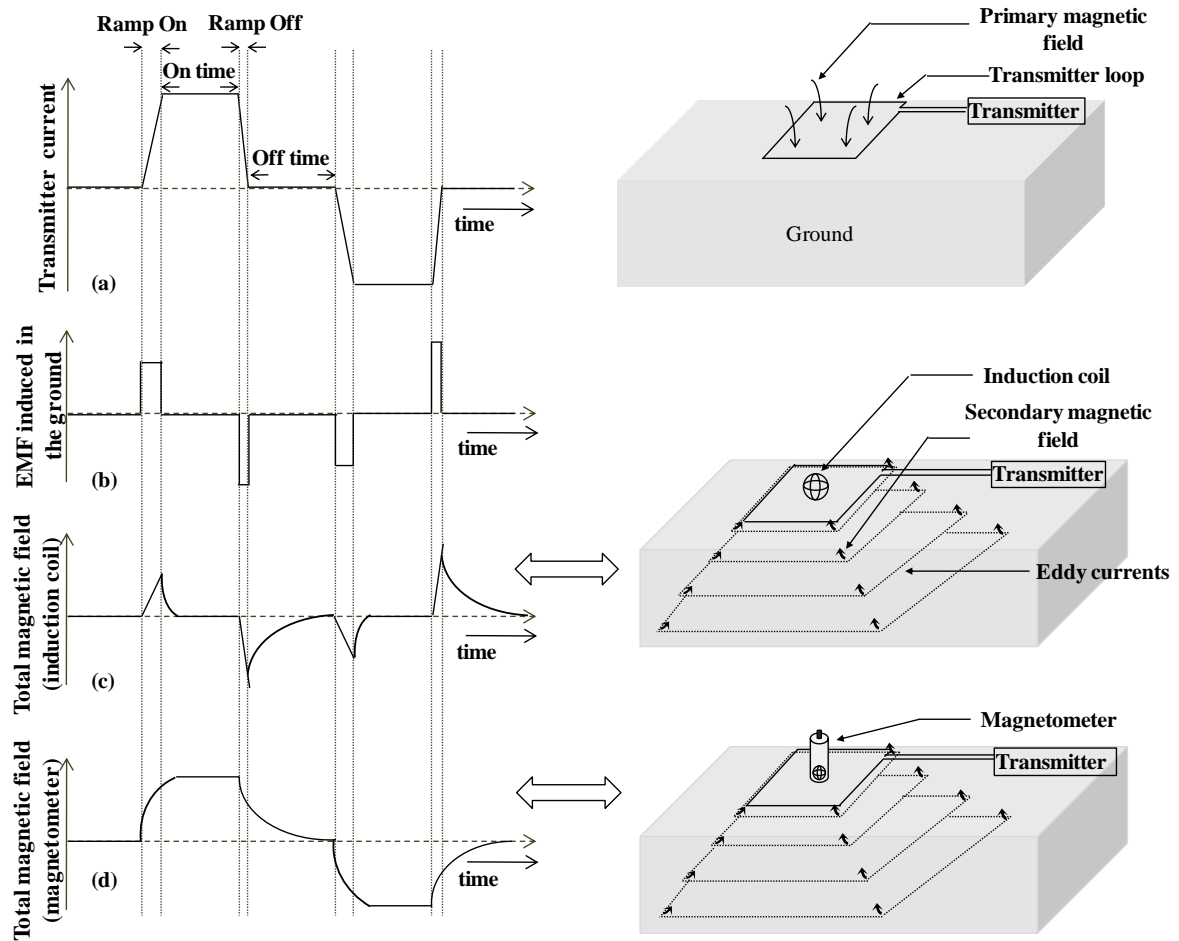 Ramp On
Ramp Off
On time
Off time
Transmitter current
time
(a)
Primary magnetic
field
Transmitter loop
Transmitter
Ground
EMF induced in
the ground
time
(b)
Induction coil
Secondary magnetic
field
Transmitter
Eddy currents
Total magnetic field
(induction coil)
time
(c)
Magnetometer
Transmitter
Total magnetic field
(magnetometer)
time
(d)